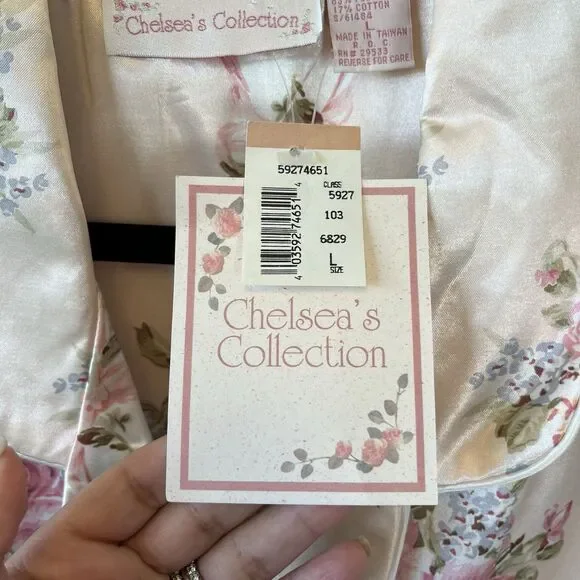 Chelsea's Collection
17% COTTON
S/61484
L
MADE IN TAIWAN
R.O.C
RN# 29533
REVERSE FOR CARE
59274651
CLASS
5927
103
6829
L
SIZE
4 03592 74651 4
Chelsea's
Collection